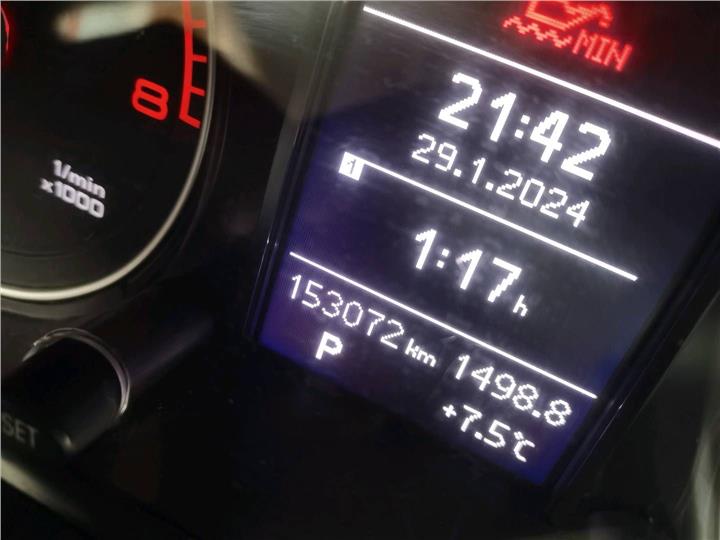 MIN
21:42
29.1.2024
1
1:17h
153072 km 1498.8
P +7.5°C
8
1/min
x1000
SET